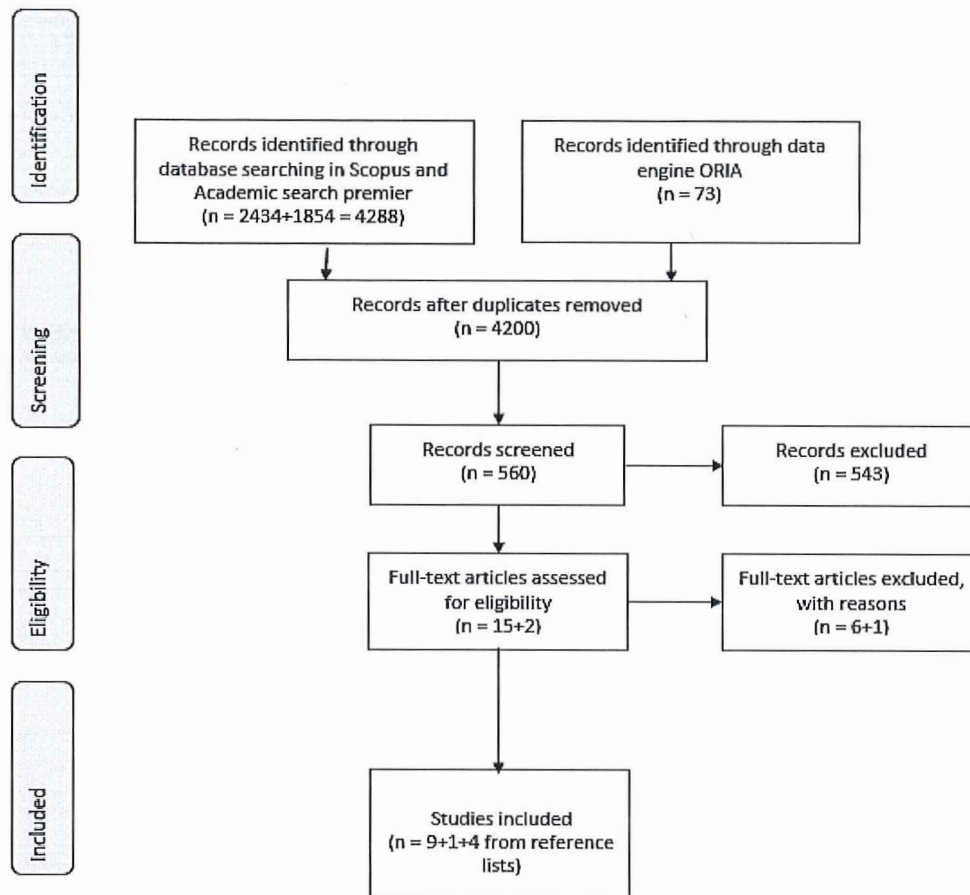 Identification
Records identified through
database searching in Scopus and
Academic search premier
(n = 2434+1854 = 4288)
Records identified through data
engine ORIA
(n = 73)
Screening
Records after duplicates removed
(n = 4200)
Records screened
(n = 560)
Records excluded
(n = 543)
Eligibility
Full-text articles assessed
for eligibility
(n = 15+2)
Full-text articles excluded,
with reasons
(n = 6+1)
Included
Studies included
(n = 9+1+4 from reference
lists)